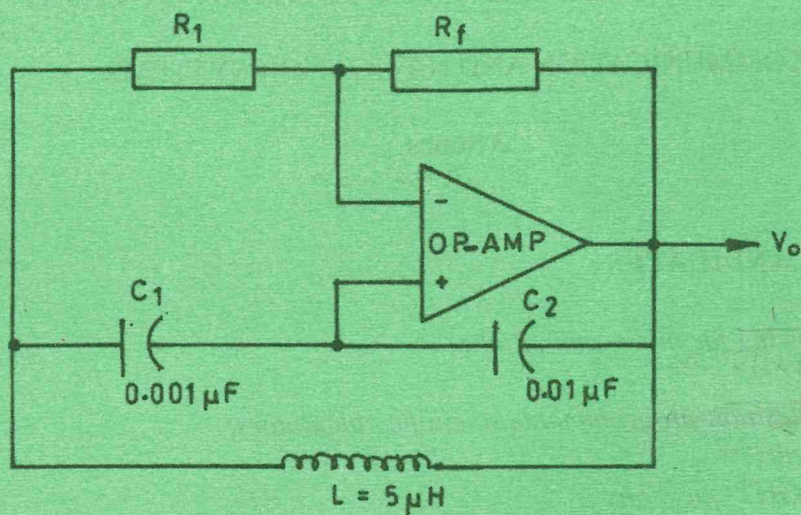 R1 Rf
-
OP-AMP Vo
+
C1 C2
0.001µF 0.01µF
L = 5µH